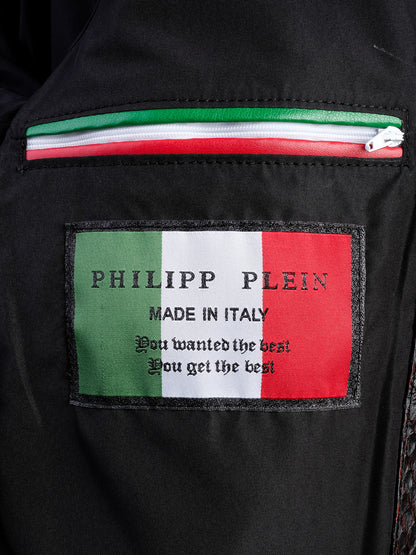 PHILIPP PLEIN
MADE IN ITALY
You wanted the best
You get the best